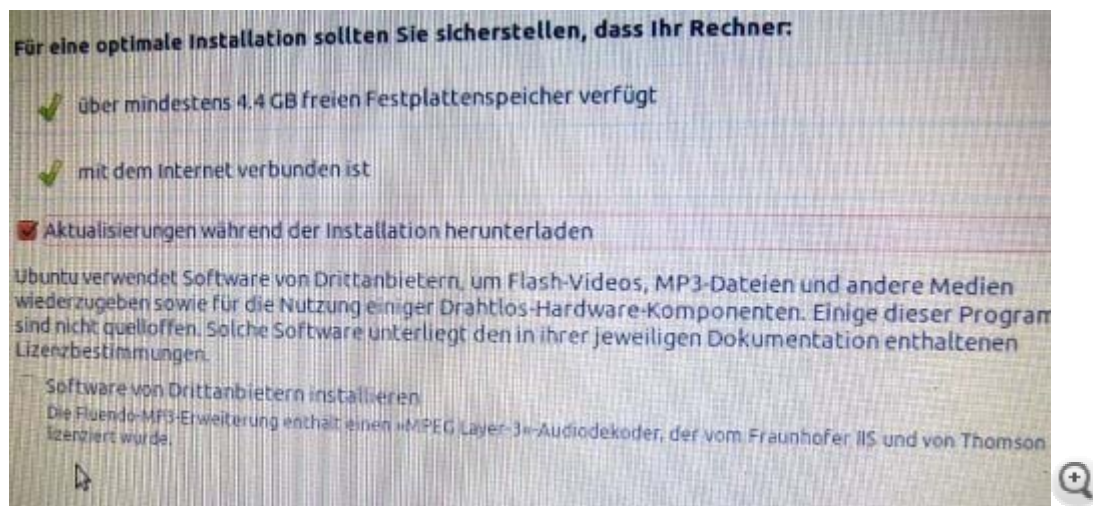 Für eine optimale Installation sollten Sie sicherstellen, dass Ihr Rechner:
über mindestens 4.4 GB freien Festplattenspeicher verfügt
mit dem Internet verbunden ist
Aktualisierungen während der Installation herunterladen
Ubuntu verwendet Software von Drittanbietern, um Flash-Videos, MP3-Dateien und andere Medien
wiederzugeben sowie für die Nutzung einiger Drahtlos-Hardware-Komponenten. Einige dieser Program
sind nicht quelloffen. Solche Software unterliegt den in ihrer jeweiligen Dokumentation enthaltenen
Lizenzbestimmungen.
Software von Drittanbietern installieren
Die Fluendo-MP3-Erweiterung enthält einen »MPEG Layer-3«-Audiodekoder, der vom Fraunhofer IIS und von Thomson
lizenziert wurde.